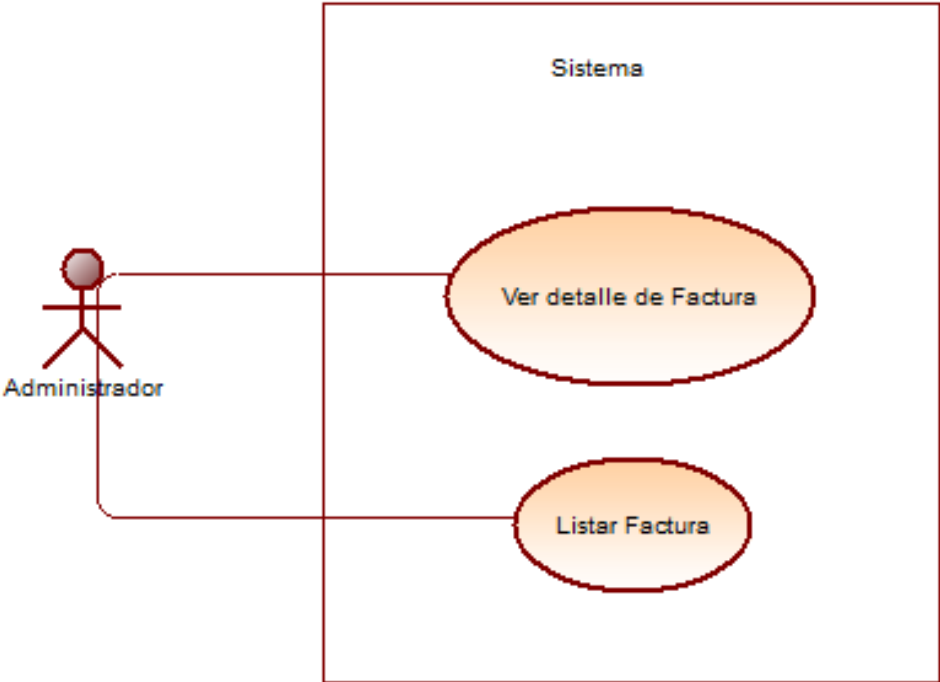 Sistema
Ver detalle de Factura
Administrador
Listar Factura